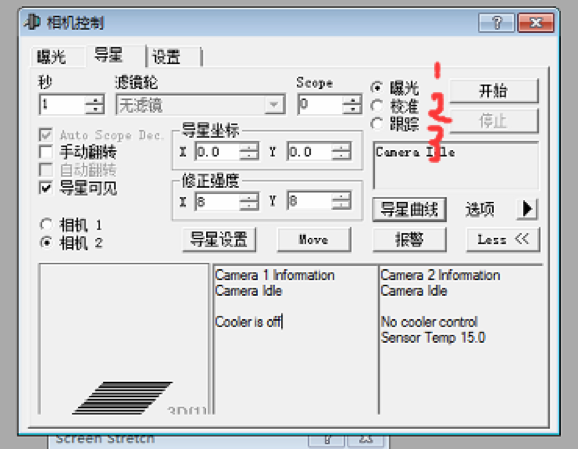 相机控制
曝光 导星 设置
秒 滤镜轮 Scope
1 无滤镜 0
曝光 1 开始
校准 2 停止
跟踪 3
Auto Scope Dec.
手动翻转
自动翻转
导星可见
导星坐标
X 0.0 Y 0.0
修正强度
X 8 Y 8
Camera Idle
导星曲线 选项
相机 1
相机 2
导星设置 Move 报警 Less <<
Camera 1 Information
Camera Idle
Cooler is off
Camera 2 Information
Camera Idle
No cooler control
Sensor Temp 15.0
Screen Stretch